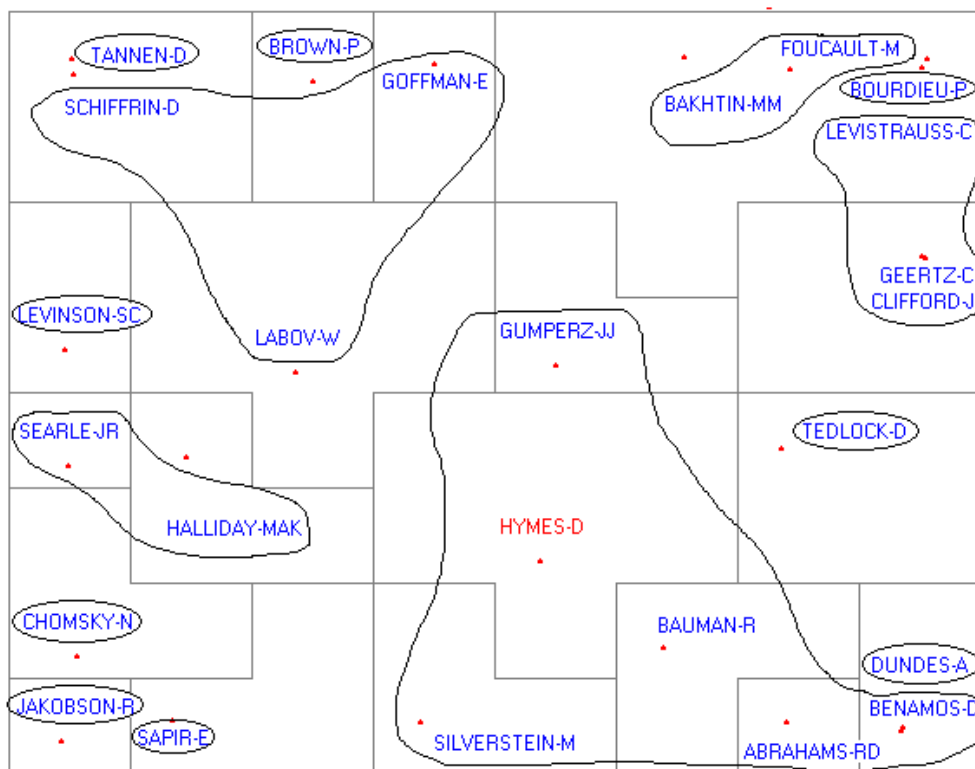 TANNEN-D
BROWN-P
FOUCAULT-M
GOFFMAN-E
BOURDIEU-P
SCHIFFRIN-D
BAKHTIN-MM
LEVISTRAUSS-C
GEERTZ-C
CLIFFORD-J
LEVINSON-SC
LABOV-W
GUMPERZ-JJ
SEARLE-JR
TEDLOCK-D
HALLIDAY-MAK
HYMES-D
CHOMSKY-N
BAUMAN-R
DUNDES-A
JAKOBSON-R
BENAMOS-D
SAPIR-E
SILVERSTEIN-M
ABRAHAMS-RD